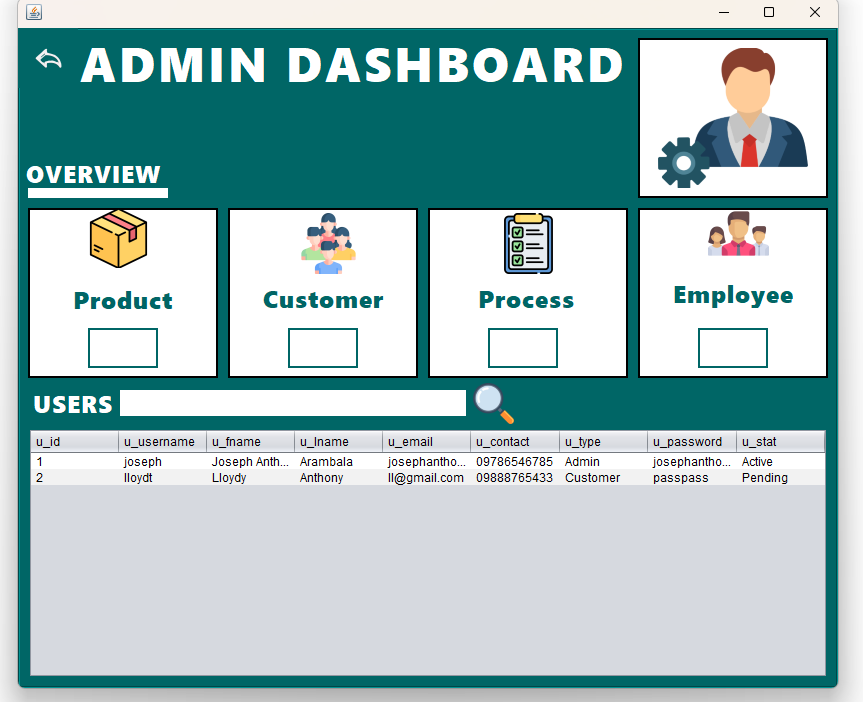 ADMIN DASHBOARD
OVERVIEW
Product Customer Process Employee
USERS
u_id u_username u_fname u_lname u_email u_contact u_type u_password u_stat
1 joseph Joseph Anth... Arambala josephantho... 09786546785 Admin josephantho... Active
2 lloydt Lloydy Anthony ll@gmail.com 09888765433 Customer passpass Pending